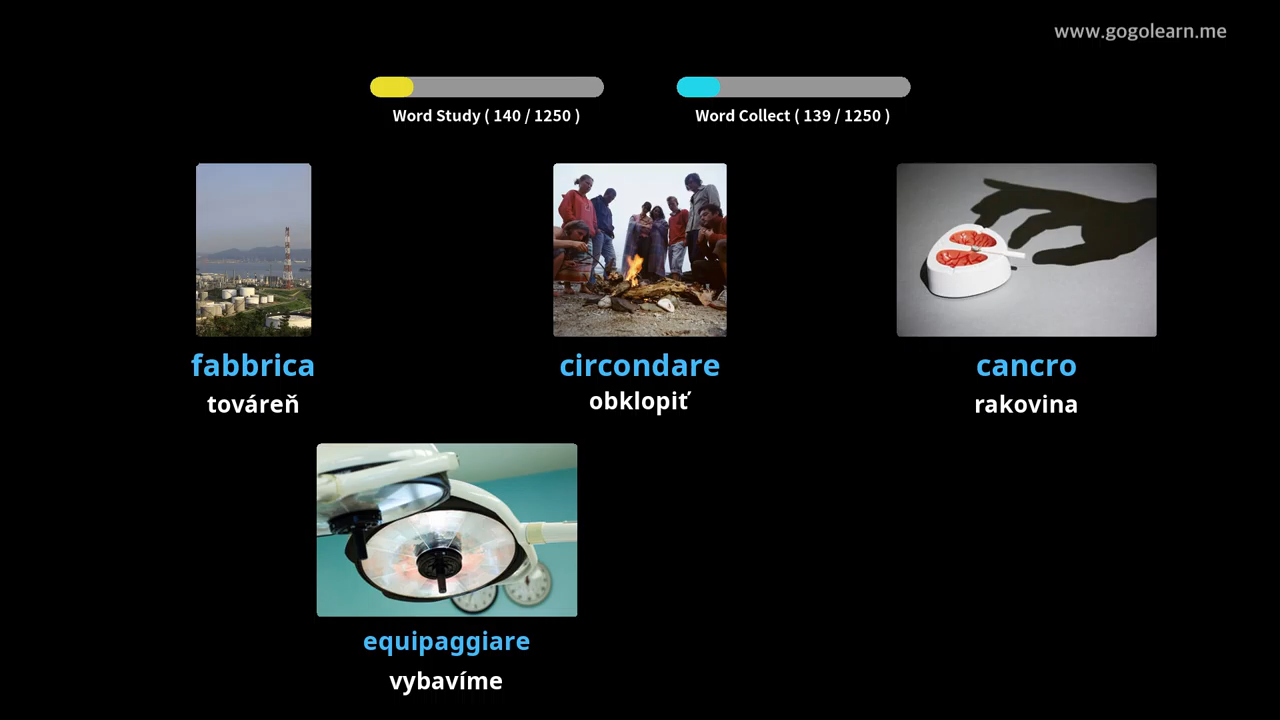 www.gogolearn.me
Word Study ( 140 / 1250 )
Word Collect ( 139 / 1250 )
fabbrica
továreň
circondare
obklopiť
cancro
rakovina
equipaggiare
vybavíme